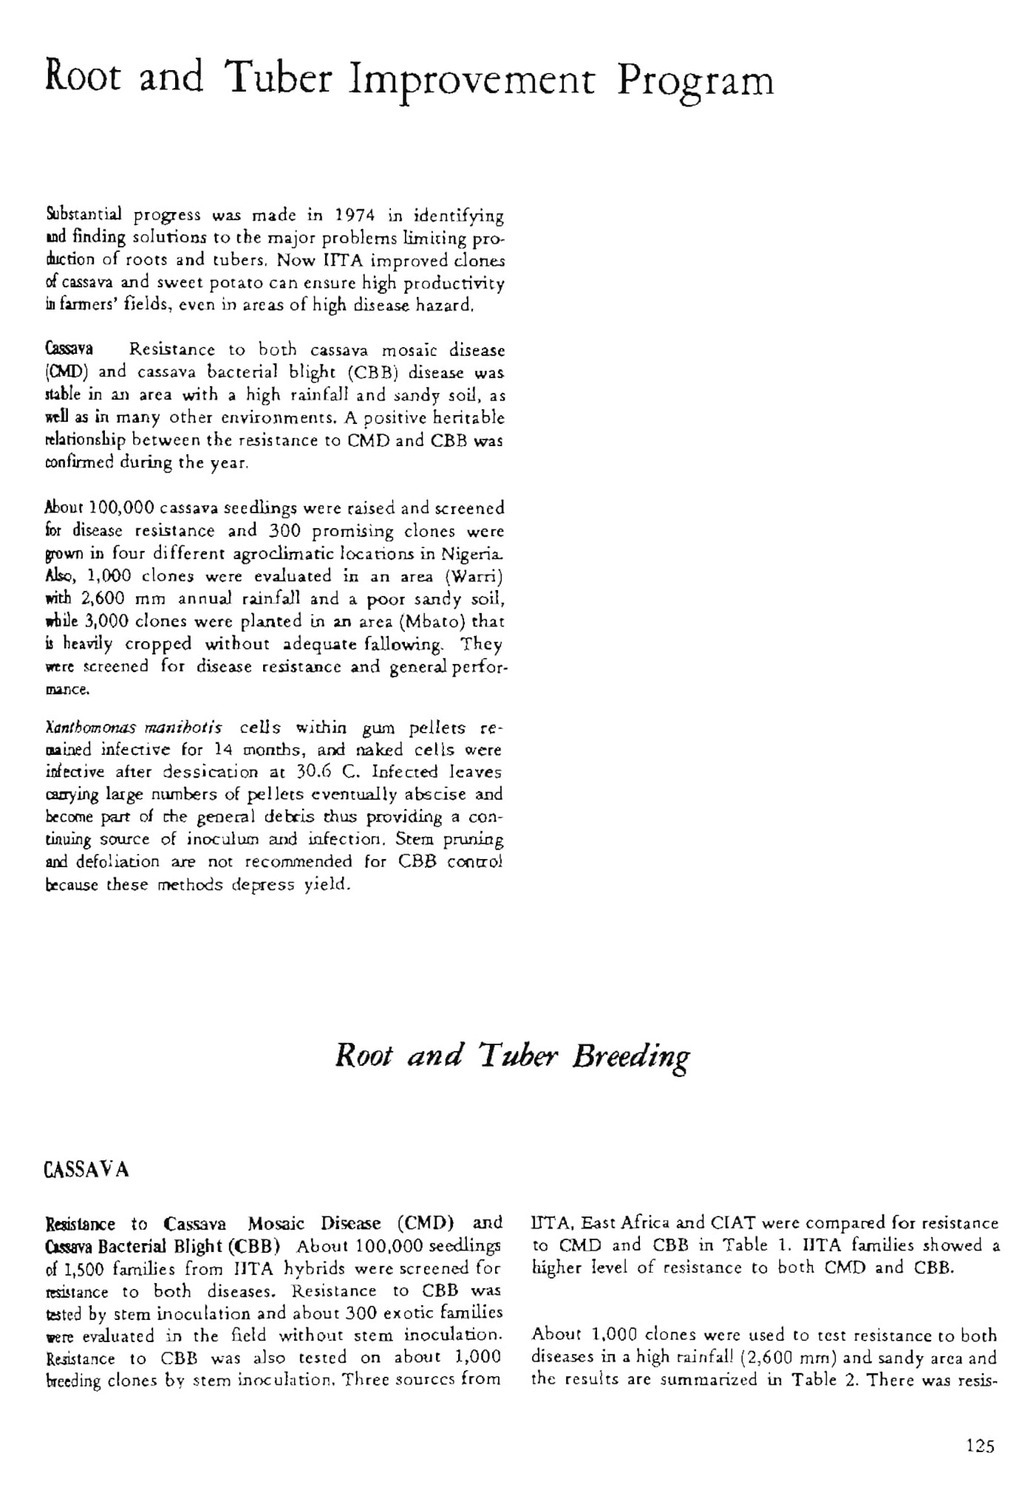 Root and Tuber Improvement Program
Substantial progress was made in 1974 in identifying
and finding solutions to the major problems limiting pro-
duction of roots and tubers. Now IITA improved clones
of cassava and sweet potato can ensure high productivity
in farmers' fields, even in areas of high disease hazard.
Cassava Resistance to both cassava mosaic disease
(CMD) and cassava bacterial blight (CBB) disease was
stable in an area with a high rainfall and sandy soil, as
well as in many other environments. A positive heritable
relationship between the resistance to CMD and CBB was
confirmed during the year.
About 100,000 cassava seedlings were raised and screened
for disease resistance and 300 promising clones were
grown in four different agroclimatic locations in Nigeria.
Also, 1,000 clones were evaluated in an area (Warri)
with 2,600 mm annual rainfall and a poor sandy soil,
while 3,000 clones were planted in an area (Mbato) that
is heavily cropped without adequate fallowing. They
were screened for disease resistance and general perfor-
mance.
Xanthomonas manihotis cells within gum pellets re-
mained infective for 14 months, and naked cells were
infective after dessication at 30.6 C. Infected leaves
carrying large numbers of pellets eventually abscise and
become part of the general debris thus providing a con-
tinuing source of inoculum and infection. Stem pruning
and defoliation are not recommended for CBB control
because these methods depress yield.
Root and Tuber Breeding
CASSAVA
Resistance to Cassava Mosaic Disease (CMD) and
Cassava Bacterial Blight (CBB) About 100,000 seedlings
of 1,500 families from IITA hybrids were screened for
resistance to both diseases. Resistance to CBB was
tested by stem inoculation and about 300 exotic families
were evaluated in the field without stem inoculation.
Resistance to CBB was also tested on about 1,000
breeding clones by stem inoculation. Three sources from
IITA, East Africa and CIAT were compared for resistance
to CMD and CBB in Table 1. IITA families showed a
higher level of resistance to both CMD and CBB.
About 1,000 clones were used to test resistance to both
diseases in a high rainfall (2,600 mm) and sandy area and
the results are summarized in Table 2. There was resis-
125